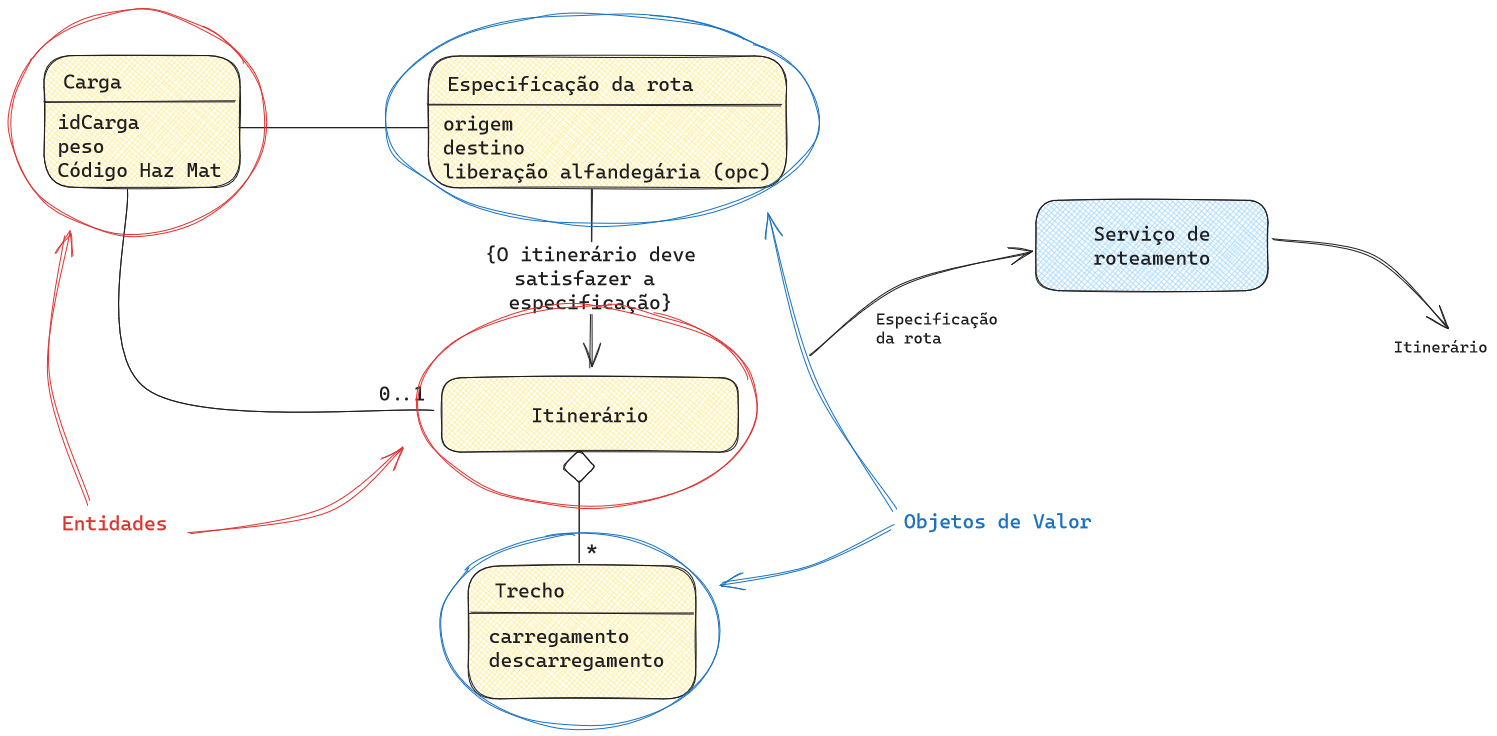 Carga
idCarga
peso
Código Haz Mat
Especificação da rota
origem
destino
liberação alfandegária (opc)
{O itinerário deve
satisfazer a
especificação}
Serviço de
roteamento
Especificação
da rota
Itinerário
0..1
Itinerário
Entidades
Objetos de Valor
*
Trecho
carregamento
descarregamento